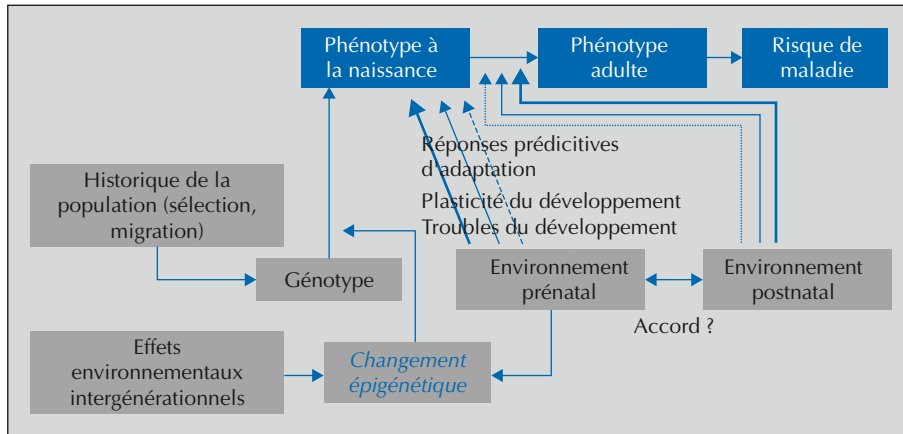 Phénotype à
la naissance
Phénotype
adulte
Risque de
maladie
Réponses prédicitives
d'adaptation
Plasticité du développement
Troubles du développement
Historique de la
population (sélection,
migration)
Génotype
Environnement
prénatal
Environnement
postnatal
Accord ?
Effets
environnementaux
intergénérationnels
Changement
épigénétique